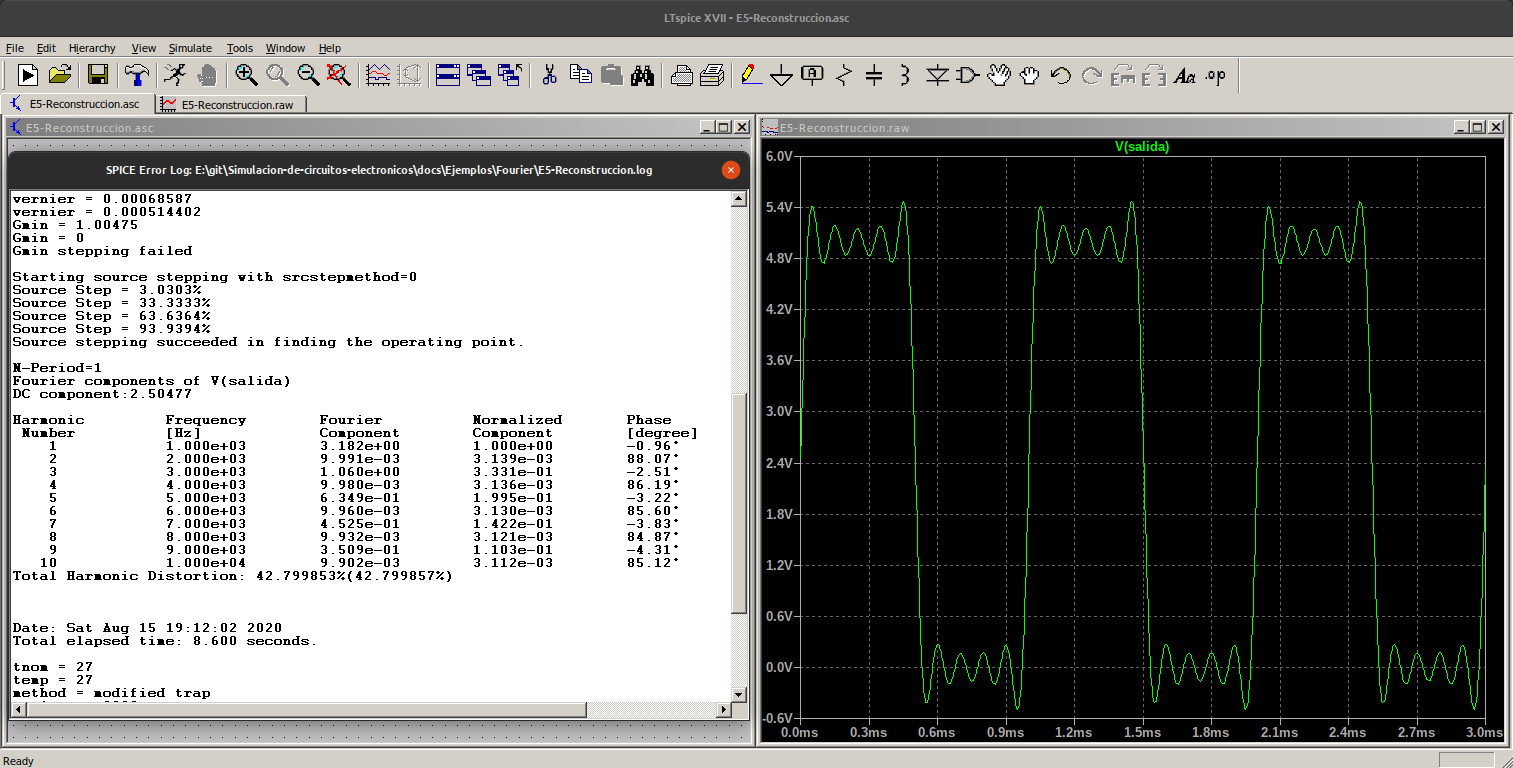 LTspice XVII - E5-Reconstruccion.asc
File Edit Hierarchy View Simulate Tools Window Help
Aa .op
E5-Reconstruccion.asc E5-Reconstruccion.raw
E5-Reconstruccion.asc
SPICE Error Log: E:\git\Simulacion-de-circuitos-electronicos\docs\Ejemplos\Fourier\E5-Reconstruccion.log
vernier = 0.00068587
vernier = 0.000514402
Gmin = 1.00475
Gmin = 0
Gmin stepping failed
Starting source stepping with srcstepmethod=0
Source Step = 3.0303%
Source Step = 33.3333%
Source Step = 63.6364%
Source Step = 93.9394%
Source stepping succeeded in finding the operating point.
N-Period=1
Fourier components of V(salida)
DC component:2.50477
Harmonic Frequency Fourier Normalized Phase
Number [Hz] Component Component [degree]
1 1.000e+03 3.182e+00 1.000e+00 -0.96°
2 2.000e+03 9.991e-03 3.139e-03 88.07°
3 3.000e+03 1.060e+00 3.331e-01 -2.51°
4 4.000e+03 9.980e-03 3.136e-03 86.19°
5 5.000e+03 6.349e-01 1.995e-01 -3.22°
6 6.000e+03 9.960e-03 3.130e-03 85.60°
7 7.000e+03 4.525e-01 1.422e-01 -3.83°
8 8.000e+03 9.932e-03 3.121e-03 84.87°
9 9.000e+03 3.509e-01 1.103e-01 -4.31°
10 1.000e+04 9.902e-03 3.112e-03 85.12°
Total Harmonic Distortion: 42.799853%(42.799857%)
Date: Sat Aug 15 19:12:02 2020
Total elapsed time: 8.600 seconds.
tnom = 27
temp = 27
method = modified trap
E5-Reconstruccion.raw
V(salida)
6.0V
5.4V
4.8V
4.2V
3.6V
3.0V
2.4V
1.8V
1.2V
0.6V
0.0V
-0.6V
0.0ms 0.3ms 0.6ms 0.9ms 1.2ms 1.5ms 1.8ms 2.1ms 2.4ms 2.7ms 3.0ms
Ready